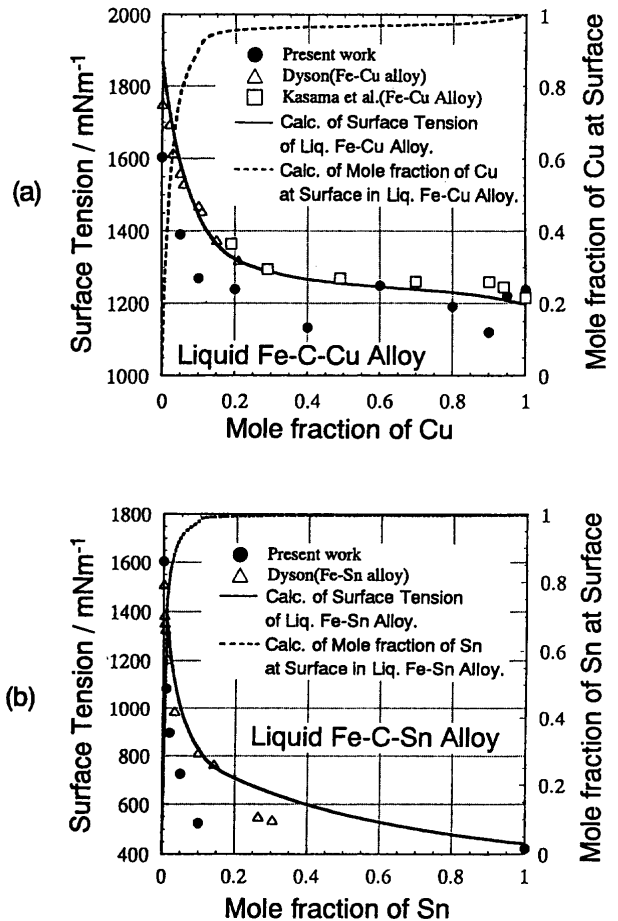 (a)
Surface Tension / mNm⁻¹
2000
1800
1600
1400
1200
1000
Present work
Dyson(Fe-Cu alloy)
Kasama et al.(Fe-Cu Alloy)
Calc. of Surface Tension
of Liq. Fe-Cu Alloy.
Calc. of Mole fraction of Cu
at Surface in Liq. Fe-Cu Alloy.
Liquid Fe-C-Cu Alloy
1
0.8
0.6
0.4
0.2
0
Mole fraction of Cu at Surface
0 0.2 0.4 0.6 0.8 1
Mole fraction of Cu
(b)
Surface Tension / mNm⁻¹
1800
1600
1400
1200
1000
800
600
400
Present work
Dyson(Fe-Sn alloy)
Calc. of Surface Tension
of Liq. Fe-Sn Alloy.
Calc. of Mole fraction of Sn
at Surface in Liq. Fe-Sn Alloy.
Liquid Fe-C-Sn Alloy
1
0.8
0.6
0.4
0.2
0
Mole fraction of Sn at Surface
0 0.2 0.4 0.6 0.8 1
Mole fraction of Sn